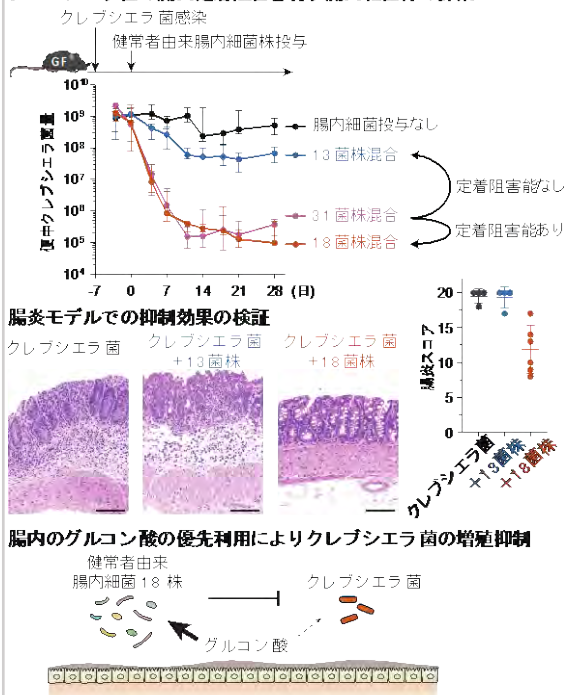 クレブシエラ菌感染
健常者由来腸内細菌株投与
GF
便中クレブシエラ菌量
10¹⁰
10⁹
10⁸
10⁷
10⁶
10⁵
10⁴
-7 0 7 14 21 28 (日)
腸内細菌投与なし
13菌株混合
31菌株混合
18菌株混合
定着阻害能なし
定着阻害能あり
腸炎モデルでの抑制効果の検証
クレブシエラ菌
クレブシエラ菌
+13菌株
クレブシエラ菌
+18菌株
腸炎スコア
20
15
10
5
0
クレブシエラ菌
+13菌株
+18菌株
腸内のグルコン酸の優先利用によりクレブシエラ菌の増殖抑制
健常者由来
腸内細菌18株
クレブシエラ菌
グルコン酸